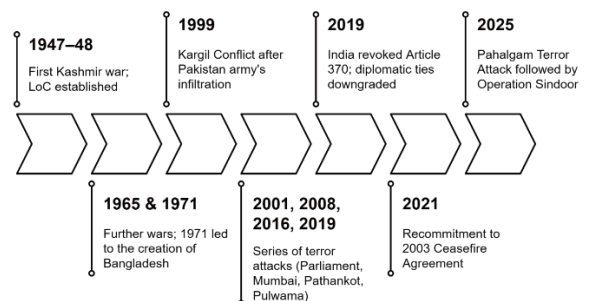 1947–48
First Kashmir war;
LoC established
1965 & 1971
Further wars; 1971 led
to the creation of
Bangladesh
1999
Kargil Conflict after
Pakistan army's
infiltration
2001, 2008,
2016, 2019
Series of terror
attacks (Parliament,
Mumbai, Pathankot,
Pulwama)
2019
India revoked Article
370; diplomatic ties
downgraded
2021
Recommitment to
2003 Ceasefire
Agreement
2025
Pahalgam Terror
Attack followed by
Operation Sindoor